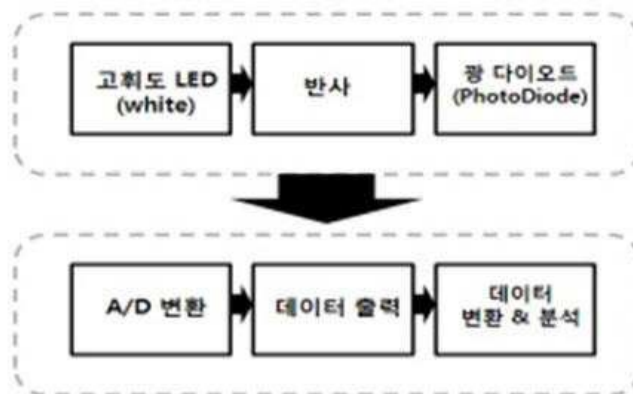 고휘도 LED
(white)
반사
광 다이오드
(PhotoDiode)
A/D 변환
데이터 출력
데이터
변환 & 분석